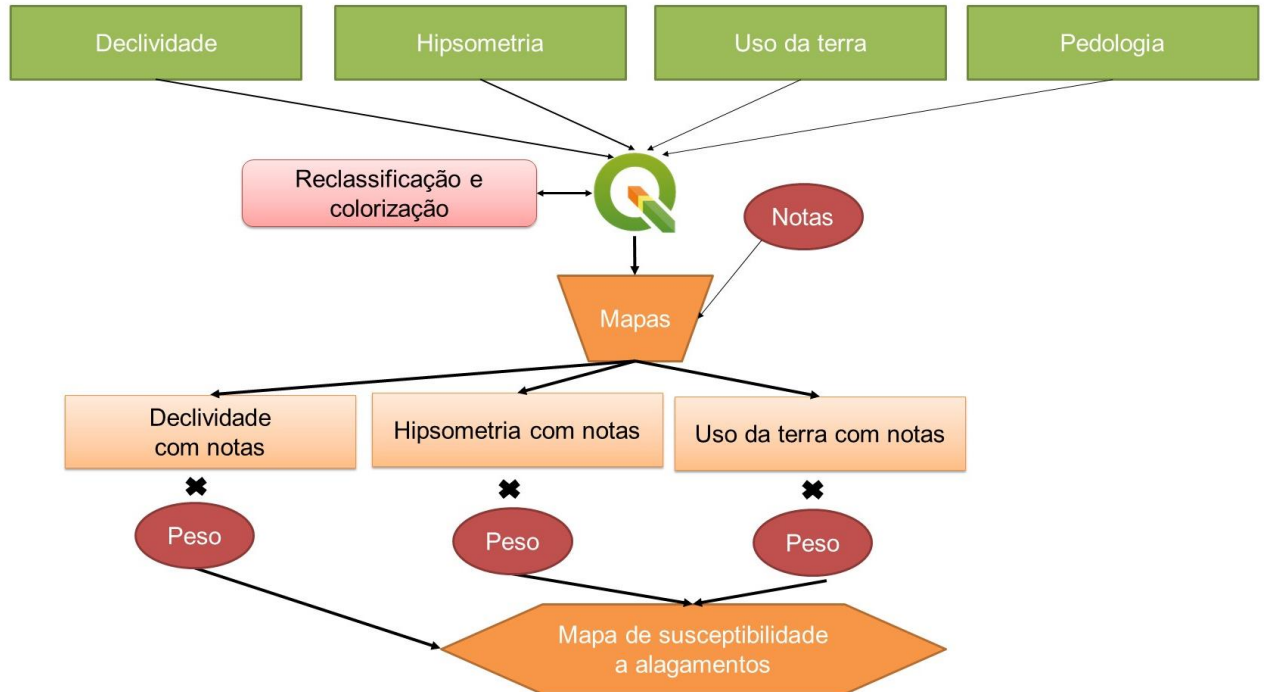 Declividade
Hipsometria
Uso da terra
Pedologia
Reclassificação e
colorização
Notas
Mapas
Declividade
com notas
Hipsometria com notas
Uso da terra com notas
Peso
Peso
Peso
Mapa de susceptibilidade
a alagamentos